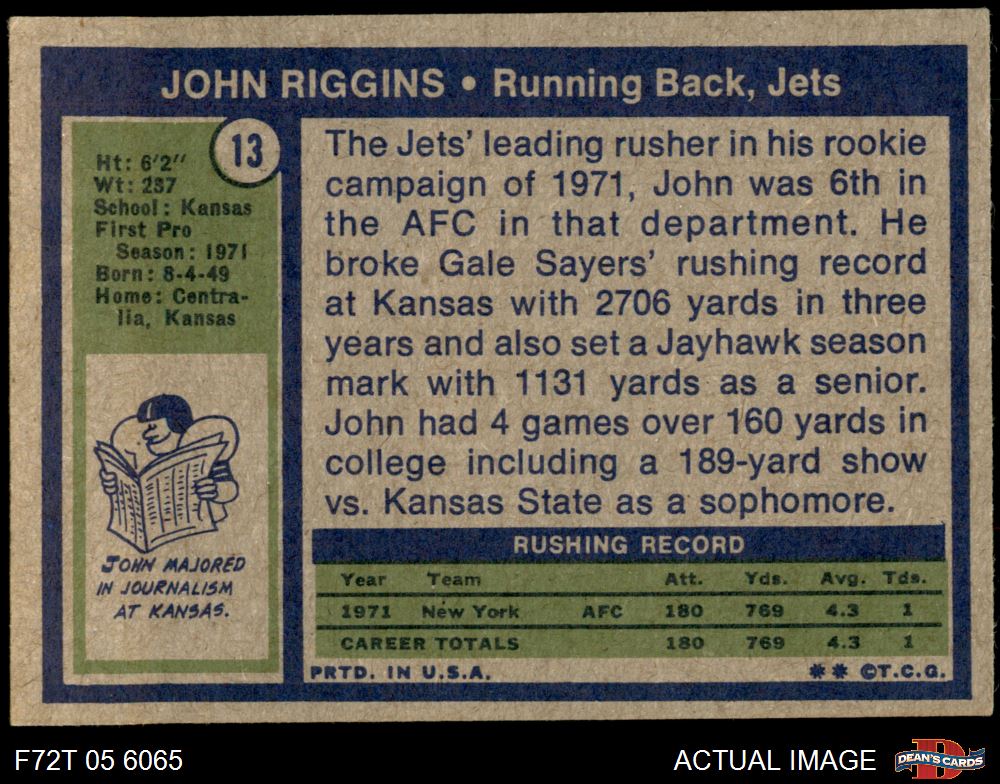 JOHN RIGGINS • Running Back, Jets
13
Ht: 6'2"
Wt: 237
School: Kansas
First Pro
Season: 1971
Born: 8-4-49
Home: Centra-
lia, Kansas
JOHN MAJORED
IN JOURNALISM
AT KANSAS.
The Jets' leading rusher in his rookie
campaign of 1971, John was 6th in
the AFC in that department. He
broke Gale Sayers' rushing record
at Kansas with 2706 yards in three
years and also set a Jayhawk season
mark with 1131 yards as a senior.
John had 4 games over 160 yards in
college including a 189-yard show
vs. Kansas State as a sophomore.
RUSHING RECORD
Year Team Att. Yds. Avg. Tds.
1971 New York AFC 180 769 4.3 1
CAREER TOTALS 180 769 4.3 1
PRTD. IN U.S.A. ** ©T.C.G.
F72T 05 6065 ACTUAL IMAGE DEAN'S CARDS